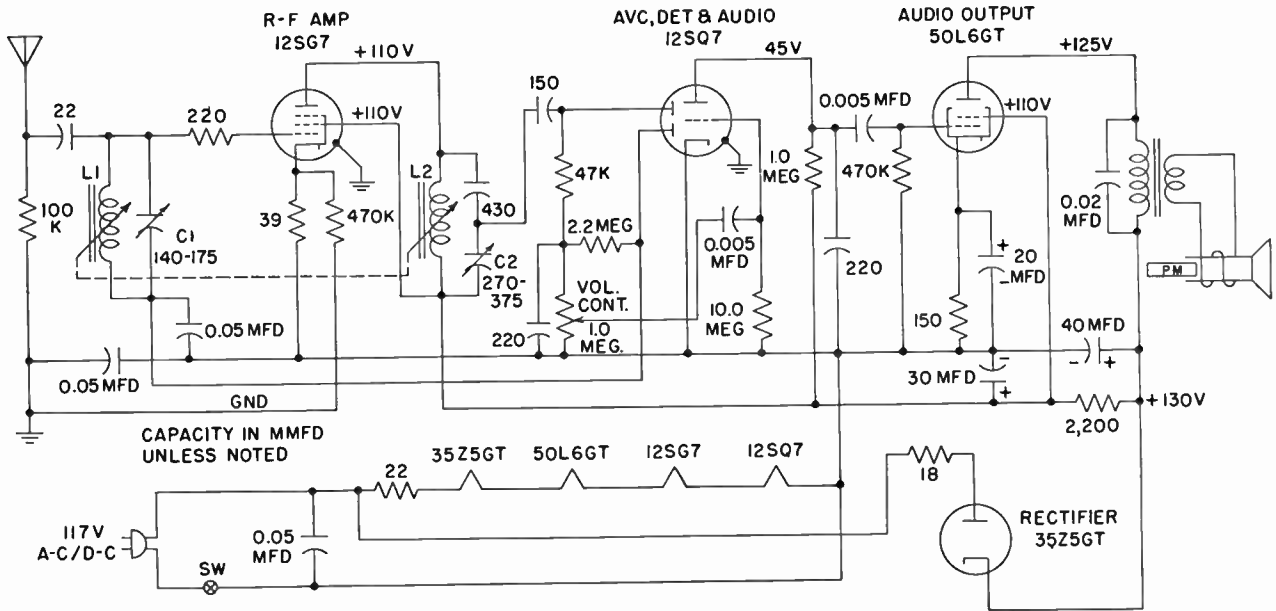 R-F AMP
12SG7
AVC, DET & AUDIO
12SQ7
AUDIO OUTPUT
50L6GT
+110V
45V
+125V
22
220
+110V
150
0.005 MFD
+110V
L1
L2
47K
1.0
MEG
470K
100
K
C1
140-175
39
470K
430
2.2 MEG
0.005
MFD
0.02
MFD
C2
270-
375
220
+
20
MFD
-
PM
0.05 MFD
VOL.
CONT.
1.0
MEG.
220
10.0
MEG
150
40 MFD
- +
0.05 MFD
-
30 MFD
+
GND
2,200
+130V
CAPACITY IN MMFD
UNLESS NOTED
22
35Z5GT
50L6GT
12SG7
12SQ7
18
117V
A-C/D-C
0.05
MFD
SW
RECTIFIER
35Z5GT